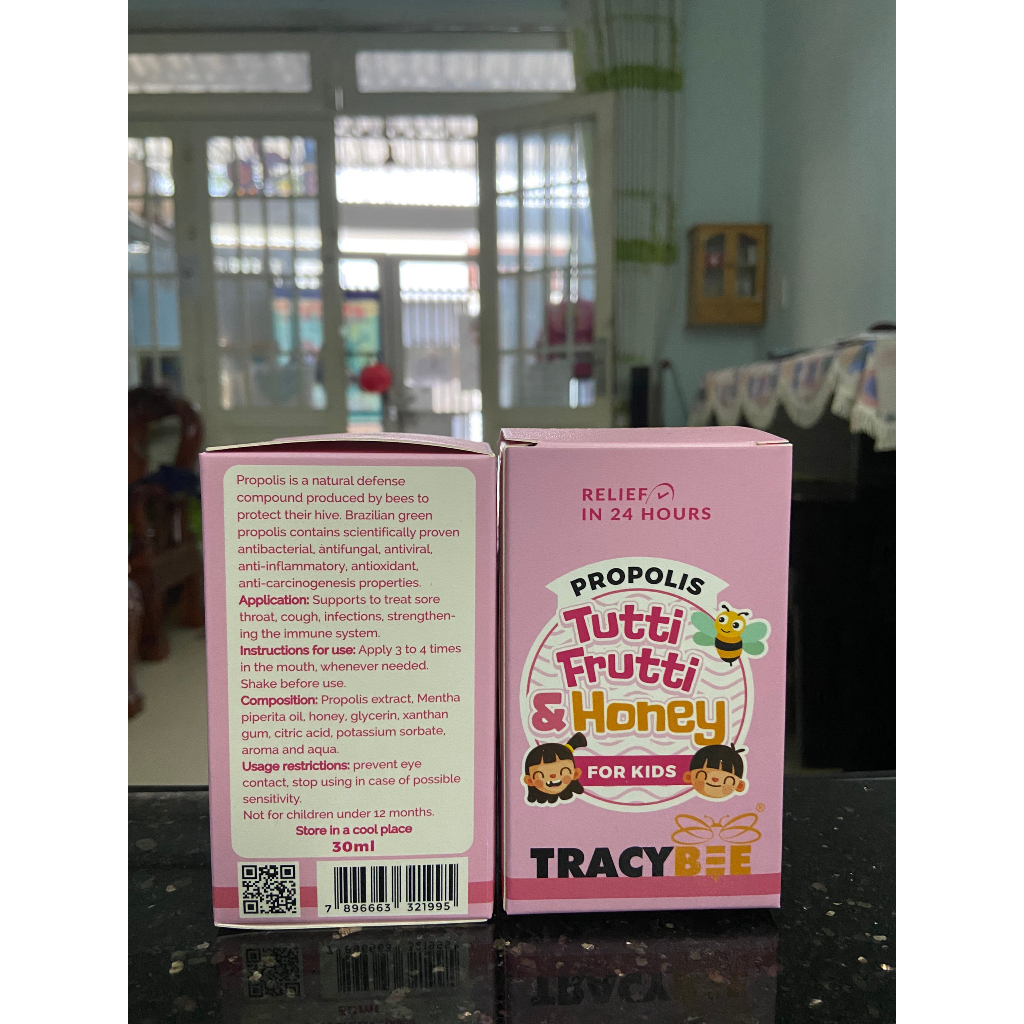 Propolis is a natural defense
compound produced by bees to
protect their hive. Brazilian green
propolis contains scientifically proven
antibacterial, antifungal, antiviral,
anti-inflammatory, antioxidant,
anti-carcinogenesis properties.
Application: Supports to treat sore
throat, cough, infections, strengthen-
ing the immune system.
Instructions for use: Apply 3 to 4 times
in the mouth, whenever needed.
Shake before use.
Composition: Propolis extract, Mentha
piperita oil, honey, glycerin, xanthan
gum, citric acid, potassium sorbate,
aroma and aqua.
Usage restrictions: prevent eye
contact, stop using in case of possible
sensitivity.
Not for children under 12 months.
Store in a cool place
30ml
7 896663 321995
RELIEF
IN 24 HOURS
PROPOLIS
Tutti
Frutti
& Honey
FOR KIDS
TRACYBEE®